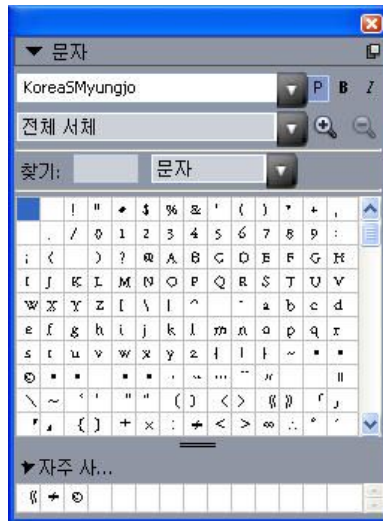 문자
KoreaSMyungjo P B I
전체 서체
찾기: 문자
! " $ % & ' ( ) + ,
. / 0 1 2 3 4 5 6 7 8 9 :
; < > ? @ A B C D E F G H
I J K L M N O P Q R S T U V
W X Y Z [ \ ] ^ a b c d
e f g h i j k l m n o p q r
s t u v w x y z { | } ~
©
\ ~ ‘ ’ “ ” ( ) 〈 〉 《 》 「 」
『 』 { } + × : ≠ < > ∞ ∴ °
자주 사...
《 ≠ ©